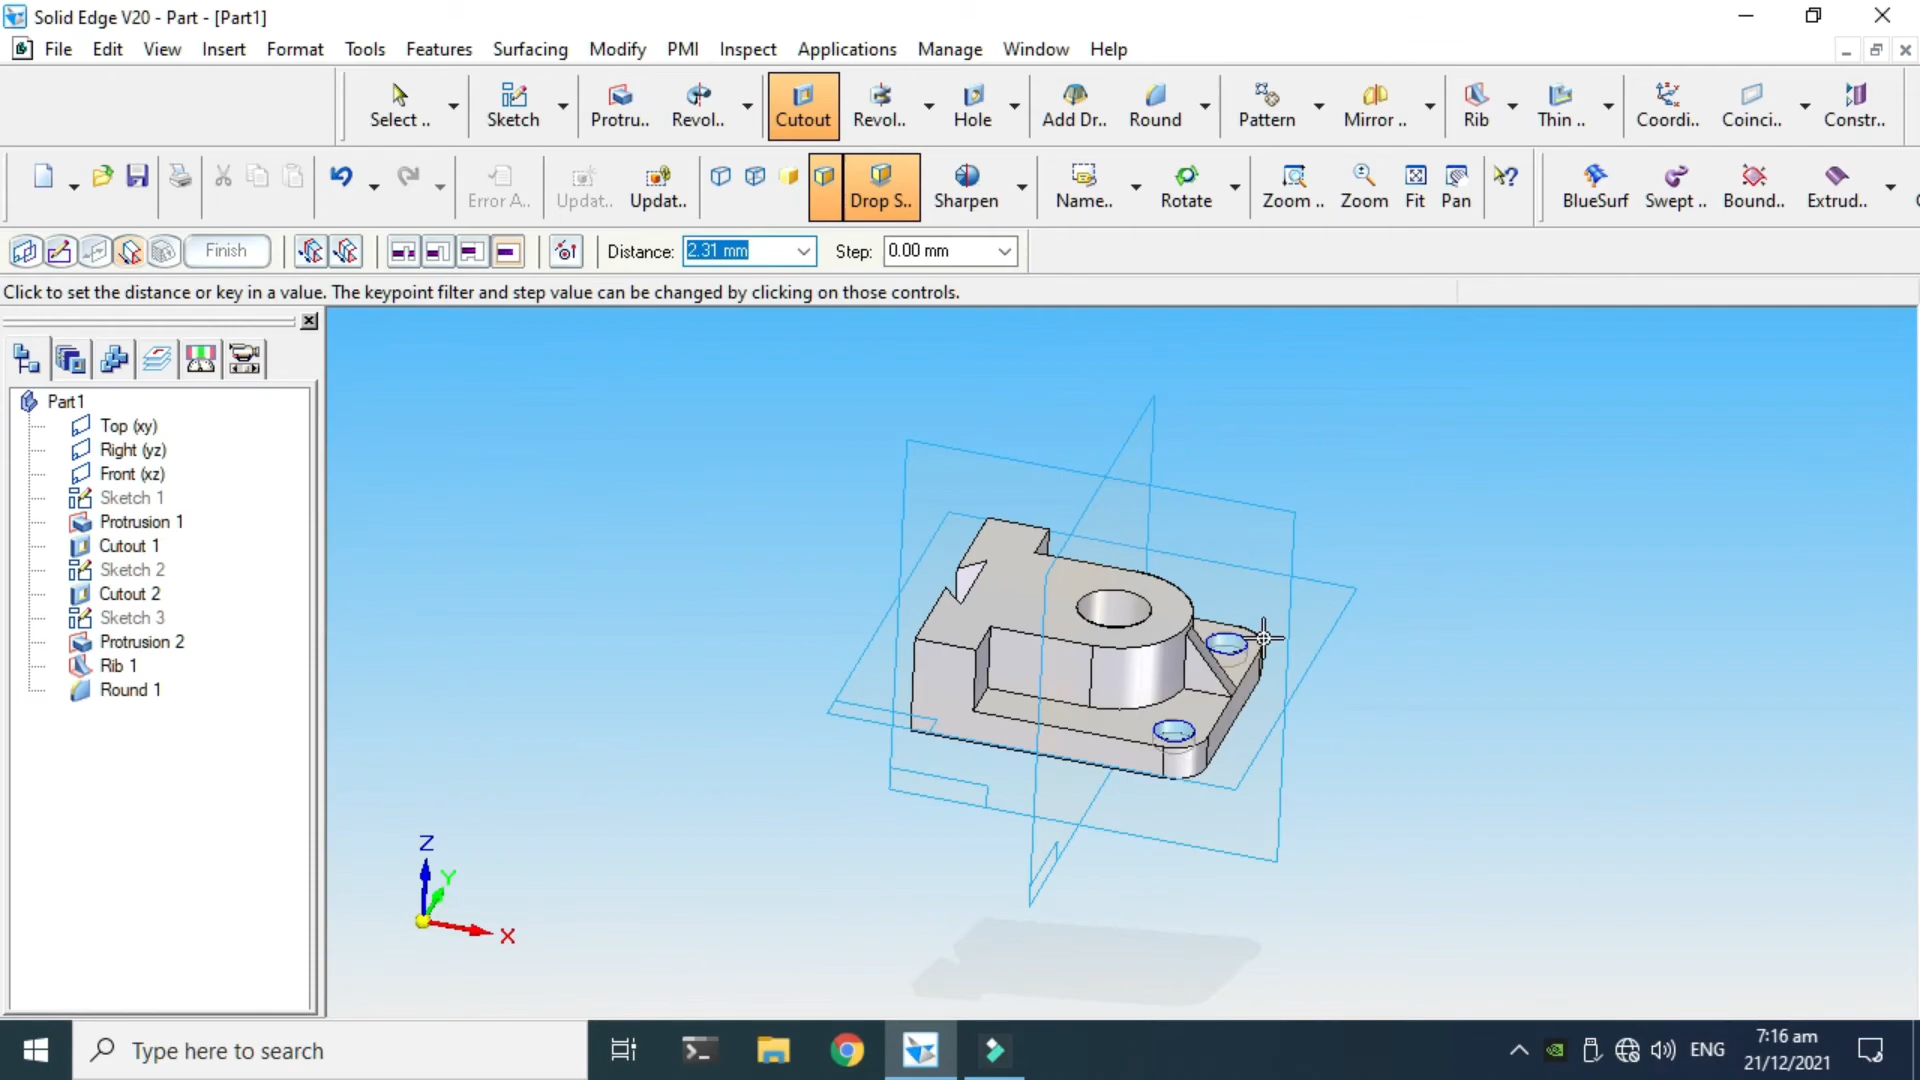 Solid Edge V20 - Part - [Part1]
File Edit View Insert Format Tools Features Surfacing Modify PMI Inspect Applications Manage Window Help
Select .. Sketch Protru.. Revol.. Cutout Revol.. Hole Add Dr.. Round Pattern Mirror .. Rib Thin .. Coordi.. Coinci.. Constr..
Error A.. Updat.. Updat.. Drop S.. Sharpen Name.. Rotate Zoom .. Zoom Fit Pan BlueSurf Swept .. Bound.. Extrud..
Finish Distance: 2.31 mm Step: 0.00 mm
Click to set the distance or key in a value. The keypoint filter and step value can be changed by clicking on those controls.
Part1
Top (xy)
Right (yz)
Front (xz)
Sketch 1
Protrusion 1
Cutout 1
Sketch 2
Cutout 2
Sketch 3
Protrusion 2
Rib 1
Round 1
Z
Y
X
Type here to search
ENG
7:16 am
21/12/2021